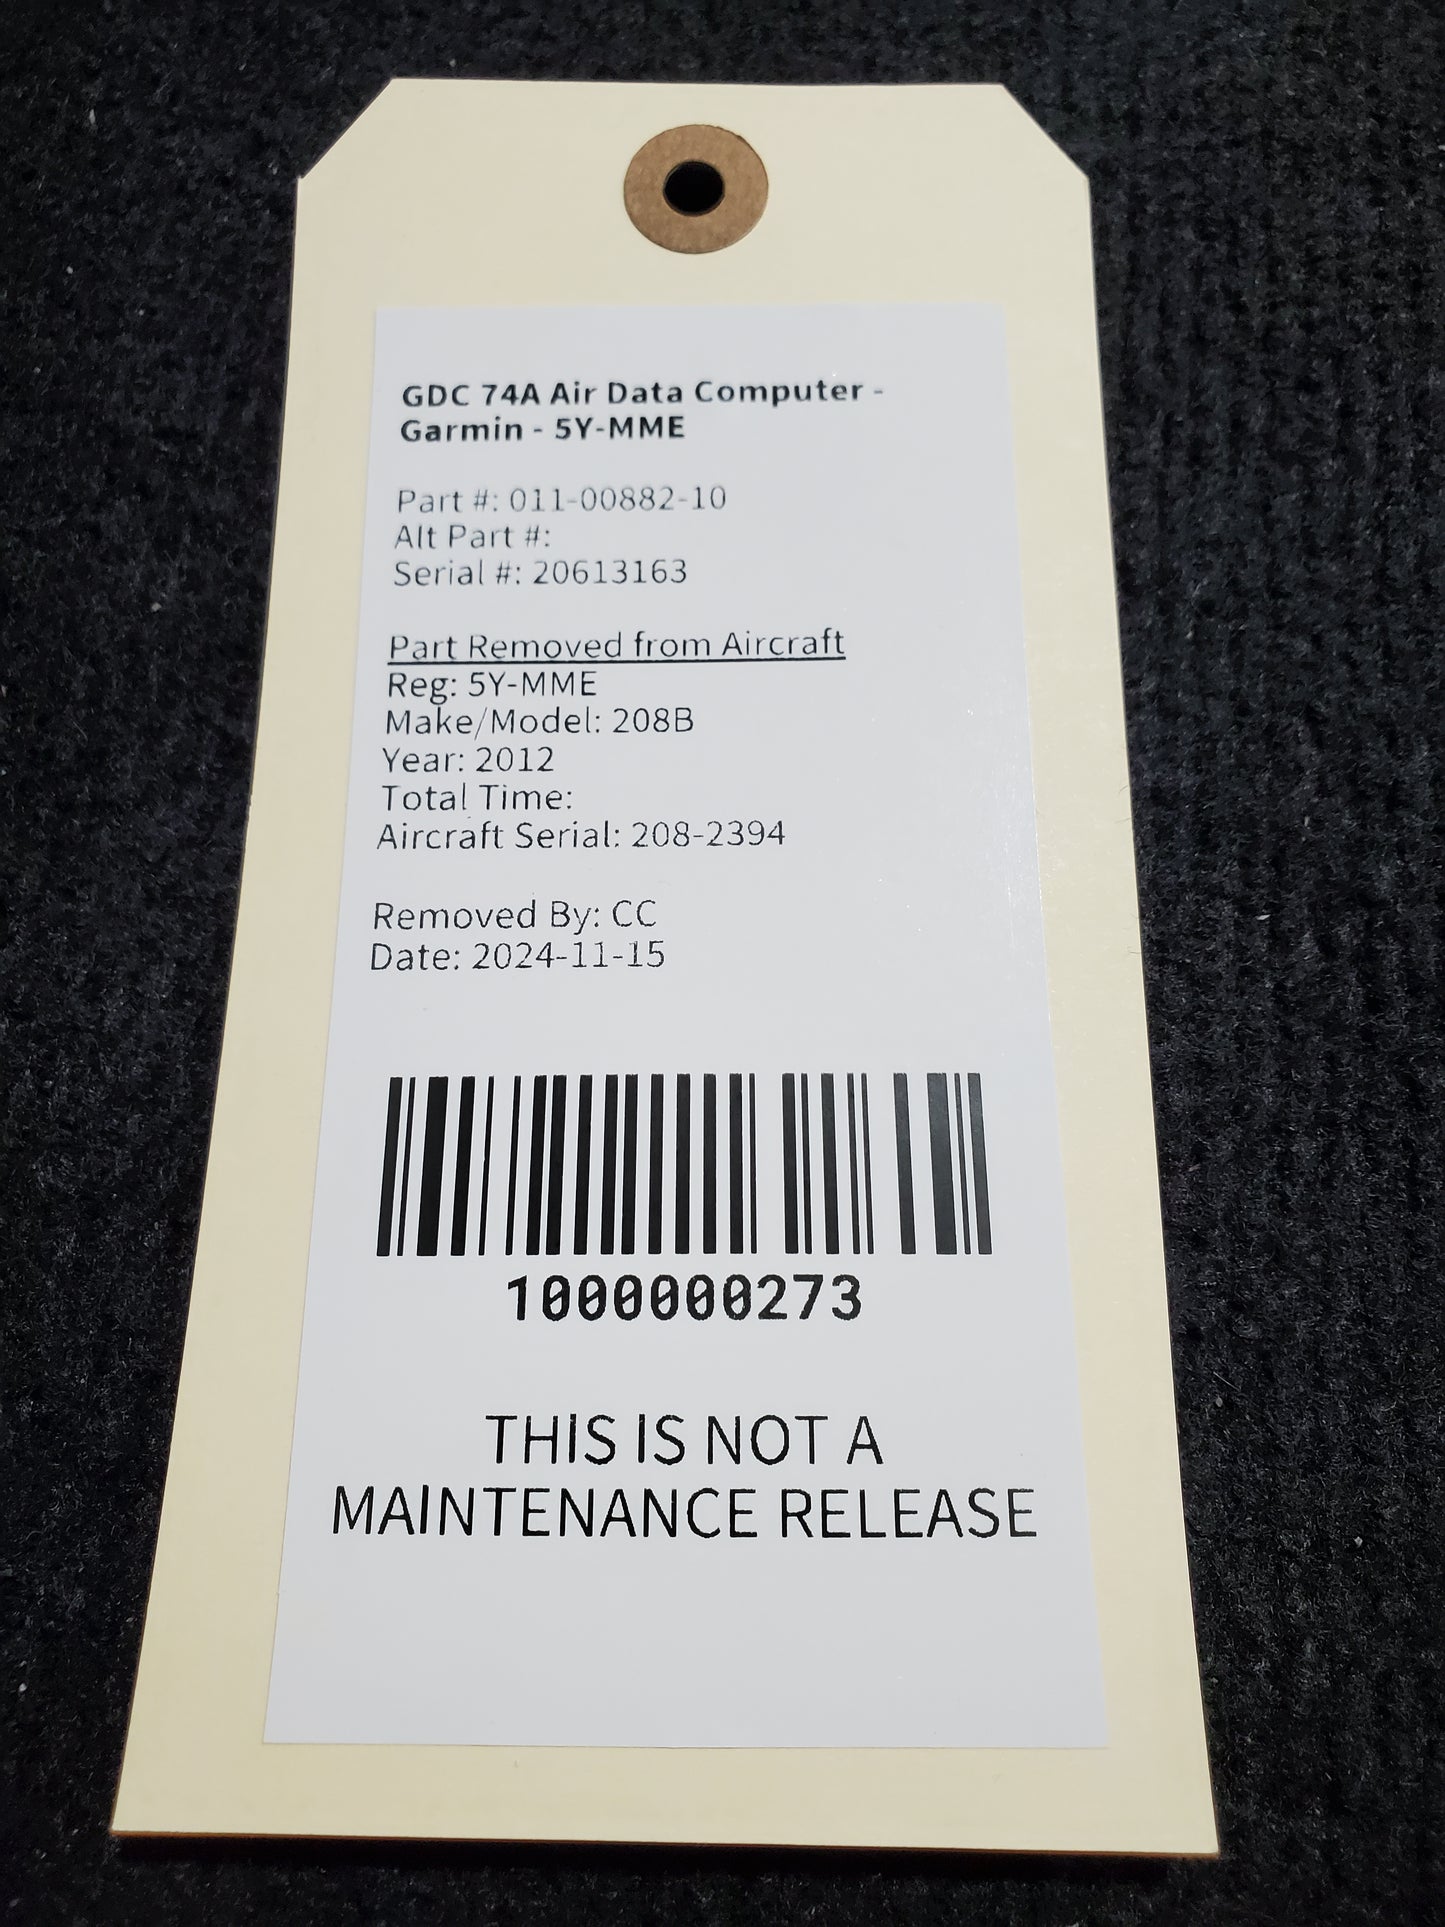 GDC 74A Air Data Computer -
Garmin - 5Y-MME
Part #: 011-00882-10
Alt Part #:
Serial #: 20613163
Part Removed from Aircraft
Reg: 5Y-MME
Make/Model: 208B
Year: 2012
Total Time:
Aircraft Serial: 208-2394
Removed By: CC
Date: 2024-11-15
1000000273
THIS IS NOT A
MAINTENANCE RELEASE